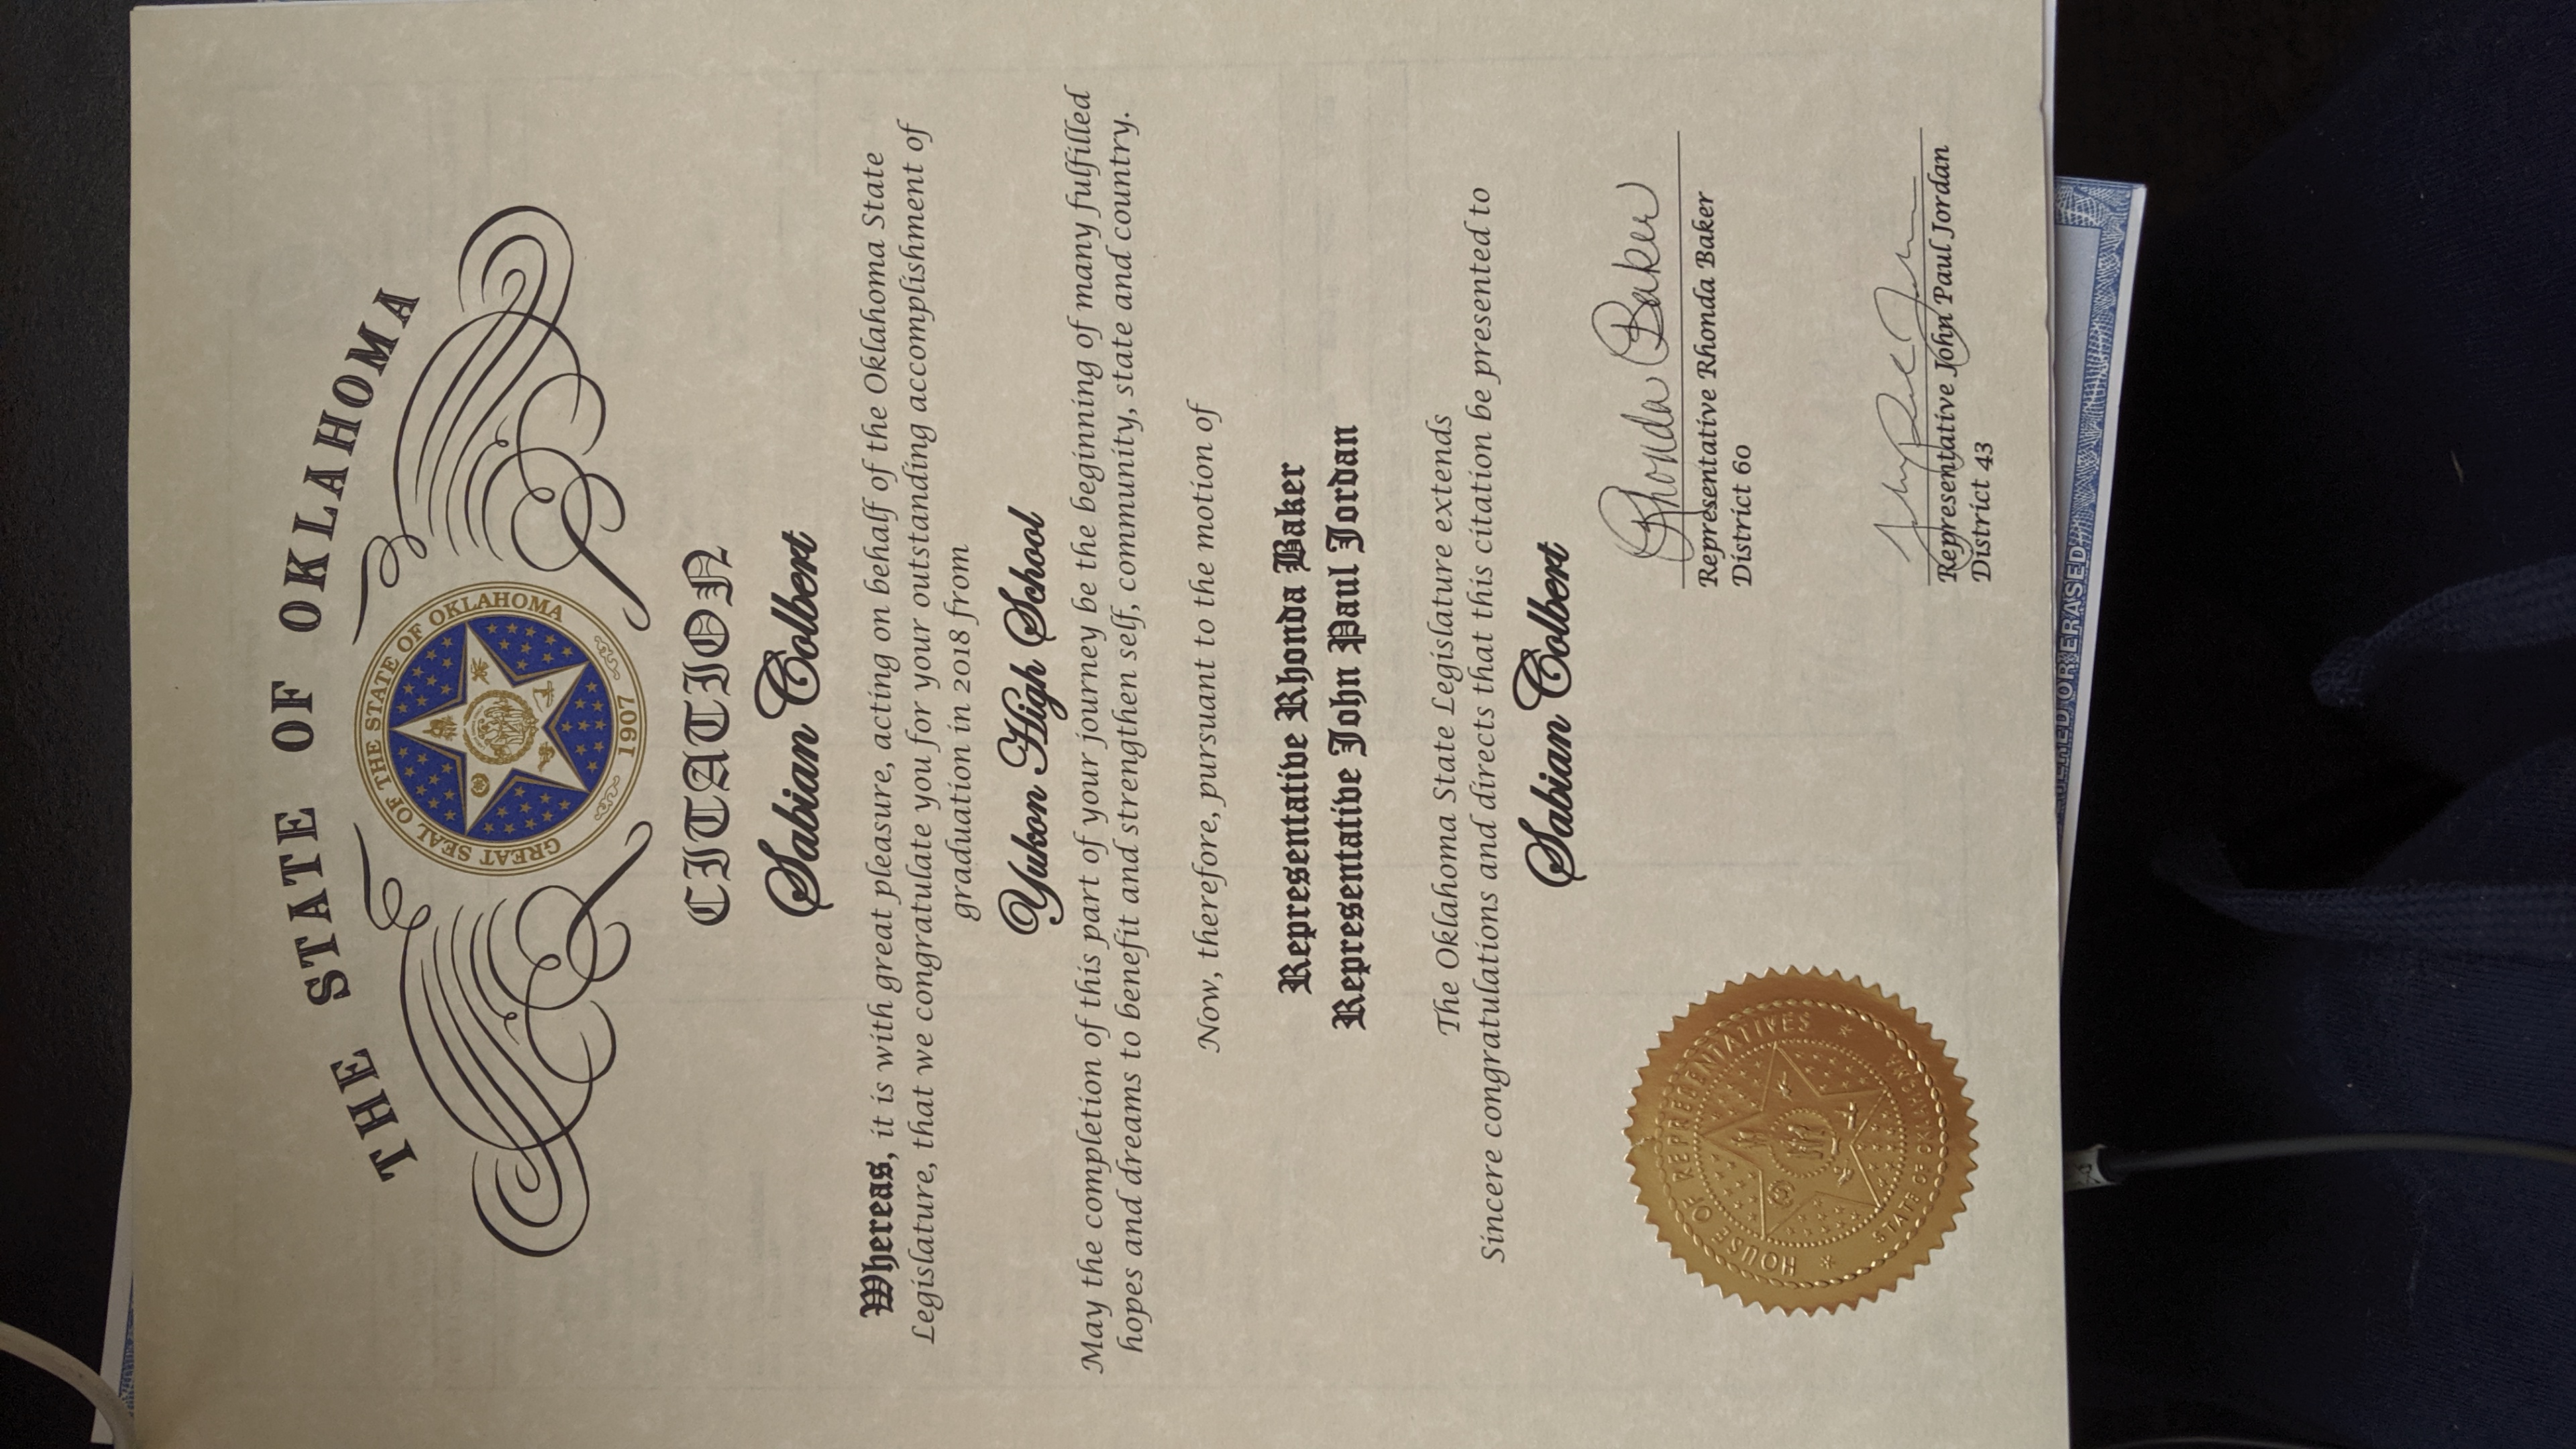 THE STATE OF OKLAHOMA
GREAT SEAL OF THE STATE OF OKLAHOMA
1907
CITATION
Sabian Colbert
Whereas, it is with great pleasure, acting on behalf of the Oklahoma State
Legislature, that we congratulate you for your outstanding accomplishment of
graduation in 2018 from
Yukon High School
May the completion of this part of your journey be the beginning of many fulfilled
hopes and dreams to benefit and strengthen self, community, state and country.
Now, therefore, pursuant to the motion of
Representative Rhonda Baker
Representative John Paul Jordan
The Oklahoma State Legislature extends
Sincere congratulations and directs that this citation be presented to
Sabian Colbert
Rhonda Baker
Representative Rhonda Baker
District 60
HOUSE OF REPRESENTATIVES
STATE OF OKLAHOMA
Representative John Paul Jordan
District 43
OR ERASED